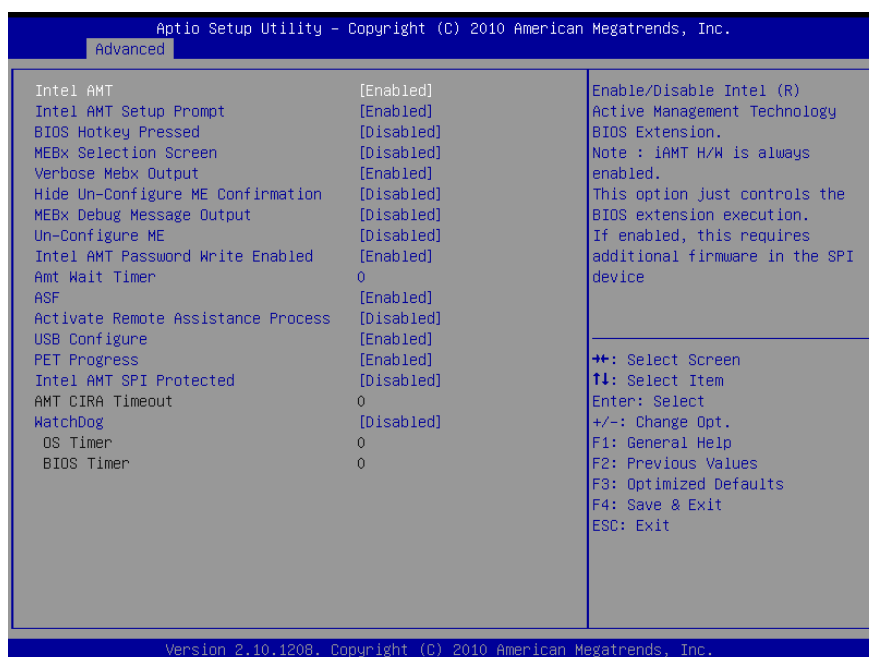 Aptio Setup Utility – Copyright (C) 2010 American Megatrends, Inc.
Advanced
Intel AMT [Enabled]
Intel AMT Setup Prompt [Enabled]
BIOS Hotkey Pressed [Disabled]
MEBx Selection Screen [Disabled]
Verbose Mebx Output [Enabled]
Hide Un-Configure ME Confirmation [Disabled]
MEBx Debug Message Output [Disabled]
Un-Configure ME [Disabled]
Intel AMT Password Write Enabled [Enabled]
Amt Wait Timer 0
ASF [Enabled]
Activate Remote Assistance Process [Disabled]
USB Configure [Enabled]
PET Progress [Enabled]
Intel AMT SPI Protected [Disabled]
AMT CIRA Timeout 0
WatchDog [Disabled]
OS Timer 0
BIOS Timer 0
Enable/Disable Intel (R)
Active Management Technology
BIOS Extension.
Note : iAMT H/W is always
enabled.
This option just controls the
BIOS extension execution.
If enabled, this requires
additional firmware in the SPI
device
→←: Select Screen
↑↓: Select Item
Enter: Select
+/-: Change Opt.
F1: General Help
F2: Previous Values
F3: Optimized Defaults
F4: Save & Exit
ESC: Exit
Version 2.10.1208. Copyright (C) 2010 American Megatrends, Inc.